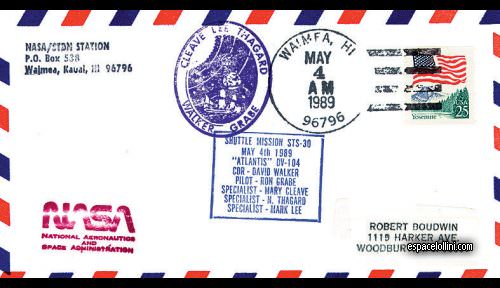 NASA/STDN STATION
P.O. Box 538
Waimea, Kauai, HI 96796
CLEAVE LEE THAGARD
WALKER GRABE
WAIMEA, HI
MAY
4
AM
1989
96796
USA
25
Yosemite
SHUTTLE MISSION STS-30
MAY 4th 1989
"ATLANTIS" OV-104
CDR - DAVID WALKER
PILOT - RON GRABE
SPECIALIST - MARY CLEAVE
SPECIALIST - N. THAGARD
SPECIALIST - MARK LEE
NASA
NATIONAL AERONAUTICS
AND
SPACE ADMINISTRATION
ROBERT BOUDWIN
1119 HARKER AVE
WOODBUR
espacelollini.com